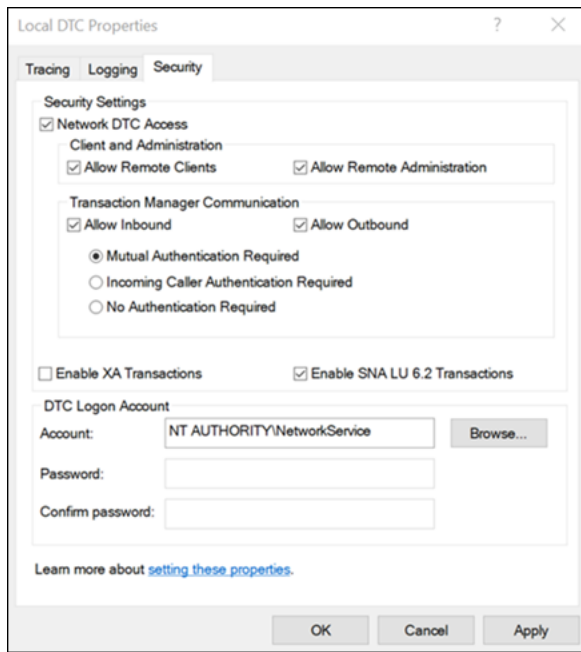 Local DTC Properties
Tracing Logging Security
Security Settings
Network DTC Access
Client and Administration
Allow Remote Clients Allow Remote Administration
Transaction Manager Communication
Allow Inbound Allow Outbound
Mutual Authentication Required
Incoming Caller Authentication Required
No Authentication Required
Enable XA Transactions Enable SNA LU 6.2 Transactions
DTC Logon Account
Account: NT AUTHORITY\NetworkService Browse...
Password:
Confirm password:
Learn more about setting these properties.
OK Cancel Apply